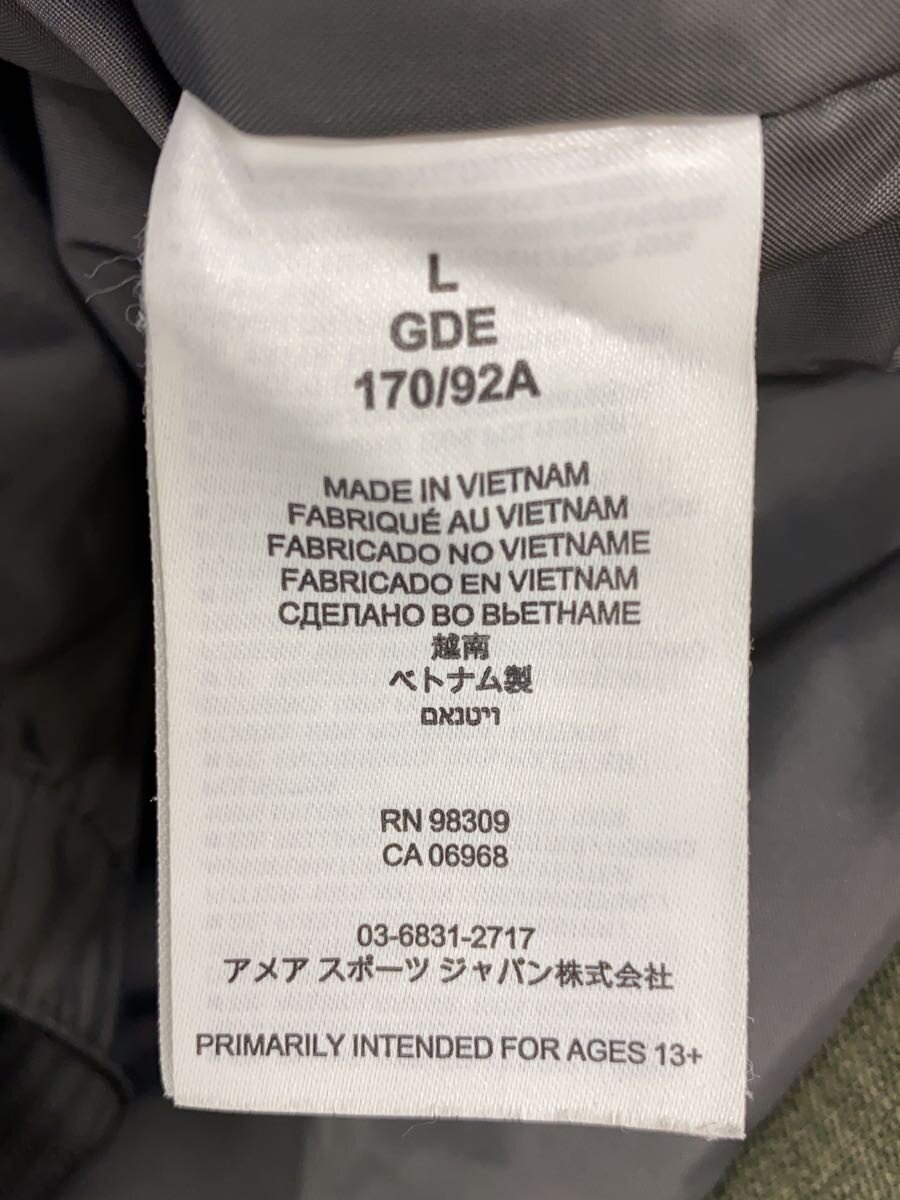 L
GDE
170/92A
MADE IN VIETNAM
FABRIQUÉ AU VIETNAM
FABRICADO NO VIETNAME
FABRICADO EN VIETNAM
СДЕЛАНО ВО ВЬЕТНАМЕ
越南
ベトナム製
וייטנאם
RN 98309
CA 06968
03-6831-2717
アメア スポーツ ジャパン株式会社
PRIMARILY INTENDED FOR AGES 13+